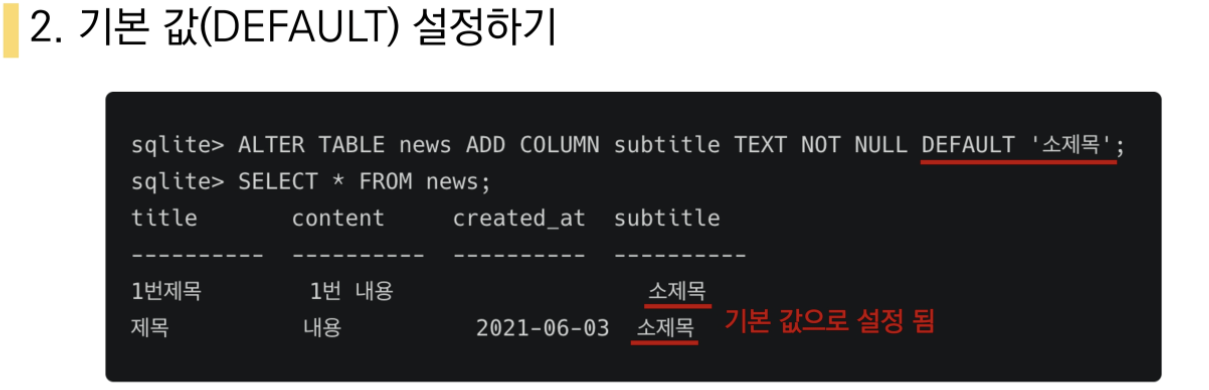 2. 기본 값(DEFAULT) 설정하기
sqlite> ALTER TABLE news ADD COLUMN subtitle TEXT NOT NULL DEFAULT '소제목';
sqlite> SELECT * FROM news;
title content created_at subtitle
---------- ---------- ---------- ----------
1번제목 1번 내용 소제목
제목 내용 2021-06-03 소제목 기본 값으로 설정 됨